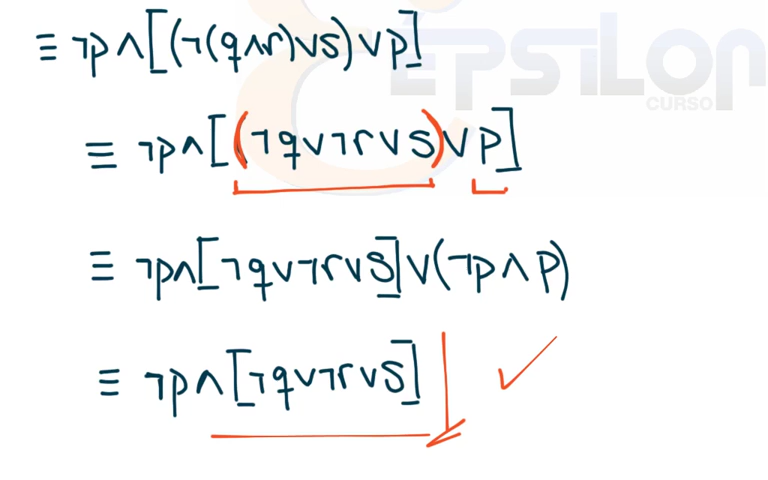 ≡ ¬p∧[(¬(q∧r)∨s)∨p]
EPSILON
CURSO
≡ ¬p∧[(¬q∨¬r∨s)∨p]
≡ ¬p∧[¬q∨¬r∨s]∨(¬p∧p)
≡ ¬p∧[¬q∨¬r∨s]